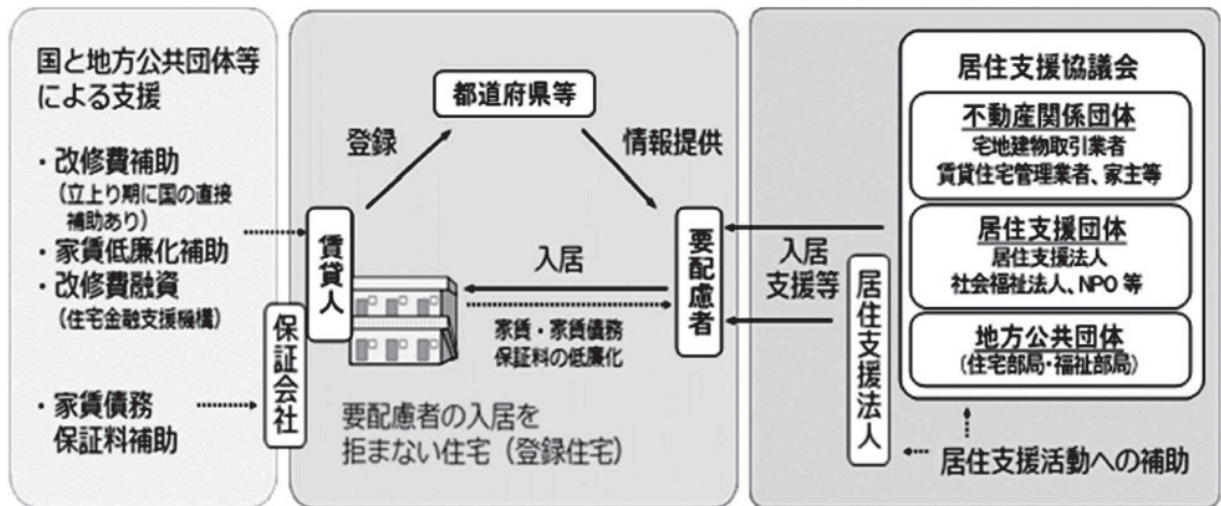 国と地方公共団体等
による支援
・改修費補助
(立上り期に国の直接
補助あり)
・家賃低廉化補助
・改修費融資
(住宅金融支援機構)
・家賃債務
保証料補助
保証会社
賃貸人
登録
都道府県等
情報提供
要配慮者
入居
家賃・家賃債務
保証料の低廉化
要配慮者の入居を
拒まない住宅(登録住宅)
入居
支援等
居住支援法人
居住支援協議会
不動産関係団体
宅地建物取引業者
賃貸住宅管理業者、家主等
居住支援団体
居住支援法人
社会福祉法人、NPO 等
地方公共団体
(住宅部局・福祉部局)
居住支援活動への補助